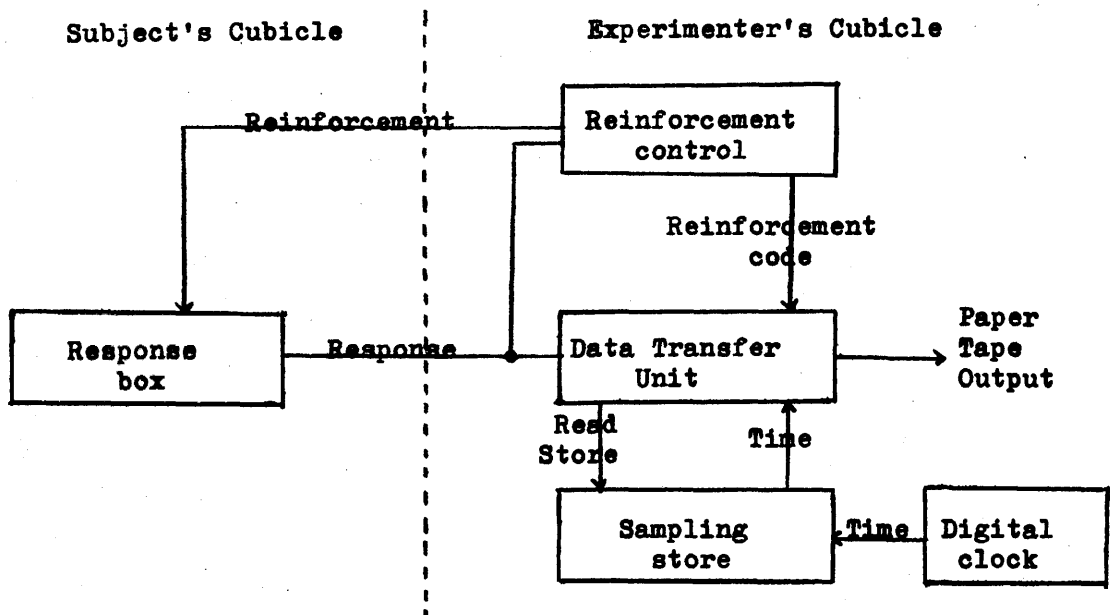 Subject's Cubicle
Experimenter's Cubicle
Reinforcement
Reinforcement
control
Reinforcement
code
Response
box
Response
Data Transfer
Unit
Paper
Tape
Output
Read
Store
Time
Sampling
store
Time
Digital
clock